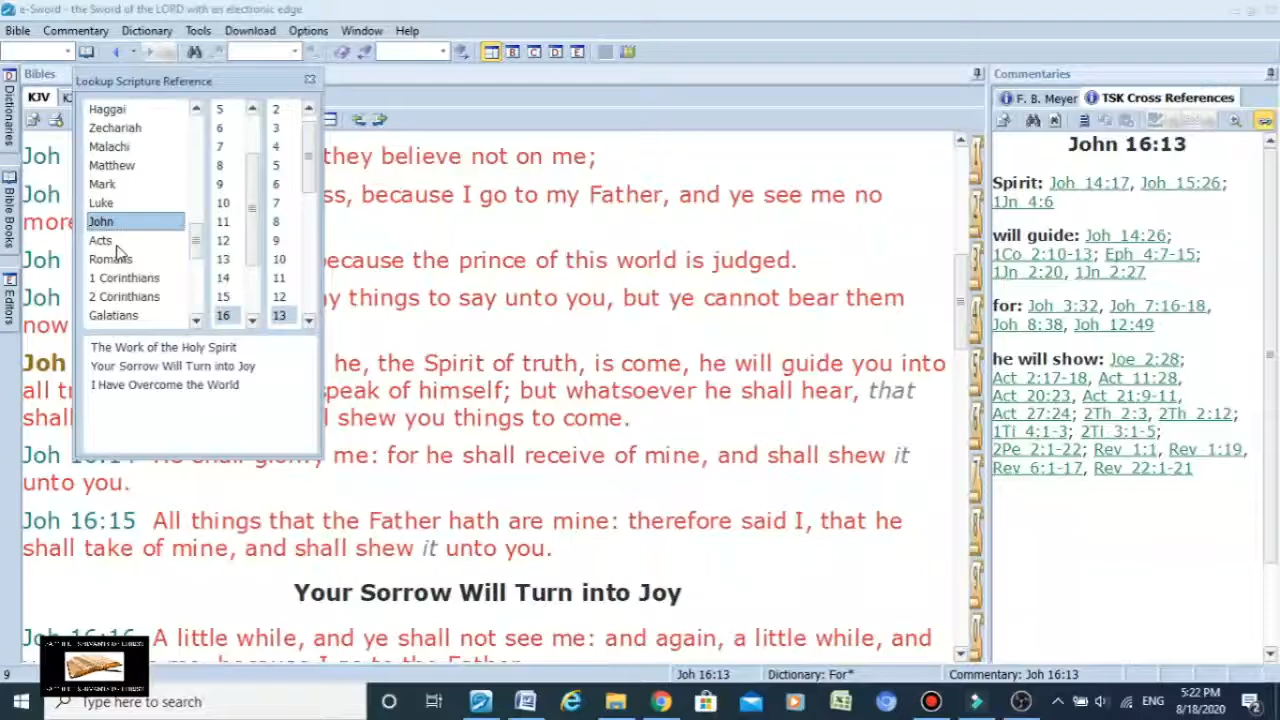 e-Sword - the Sword of the LORD with an electronic edge
Bible Commentary Dictionary Tools Download Options Window Help
B C D E
Dictionaries
Bible Books
Editors
Bibles
KJV
Lookup Scripture Reference
Haggai 5 2
Zechariah 6 3
Malachi 7 4
Matthew 8 5
Mark 9 6
Luke 10 7
John 11 8
Acts 12 9
Romans 13 10
1 Corinthians 14 11
2 Corinthians 15 12
Galatians 16 13
The Work of the Holy Spirit
Your Sorrow Will Turn into Joy
I Have Overcome the World
Joh they believe not on me;
Joh ss, because I go to my Father, and ye see me no
more
Joh because the prince of this world is judged.
Joh y things to say unto you, but ye cannot bear them
now
Joh he, the Spirit of truth, is come, he will guide you into
all tr speak of himself; but whatsoever he shall hear, that
shall l shew you things to come.
me: for he shall receive of mine, and shall shew it
unto you.
Joh 16:15 All things that the Father hath are mine: therefore said I, that he
shall take of mine, and shall shew it unto you.
Your Sorrow Will Turn into Joy
Joh 16:16 A little while, and ye shall not see me: and again, a little while, and
Commentaries
F. B. Meyer TSK Cross References
John 16:13
Spirit: Joh 14:17, Joh 15:26;
1Jn 4:6
will guide: Joh 14:26;
1Co 2:10-13; Eph 4:7-15;
1Jn 2:20, 1Jn 2:27
for: Joh 3:32, Joh 7:16-18,
Joh 8:38, Joh 12:49
he will show: Joe 2:28;
Act 2:17-18, Act 11:28,
Act 20:23, Act 21:9-11,
Act 27:24; 2Th 2:3, 2Th 2:12;
1Ti 4:1-3; 2Ti 3:1-5;
2Pe 2:1-22; Rev 1:1, Rev 1:19,
Rev 6:1-17, Rev 22:1-21
9 Joh 16:13 Dictionary: For* Commentary: Joh 16:13
Type here to search
ENG
5:22 PM
8/18/2020
2